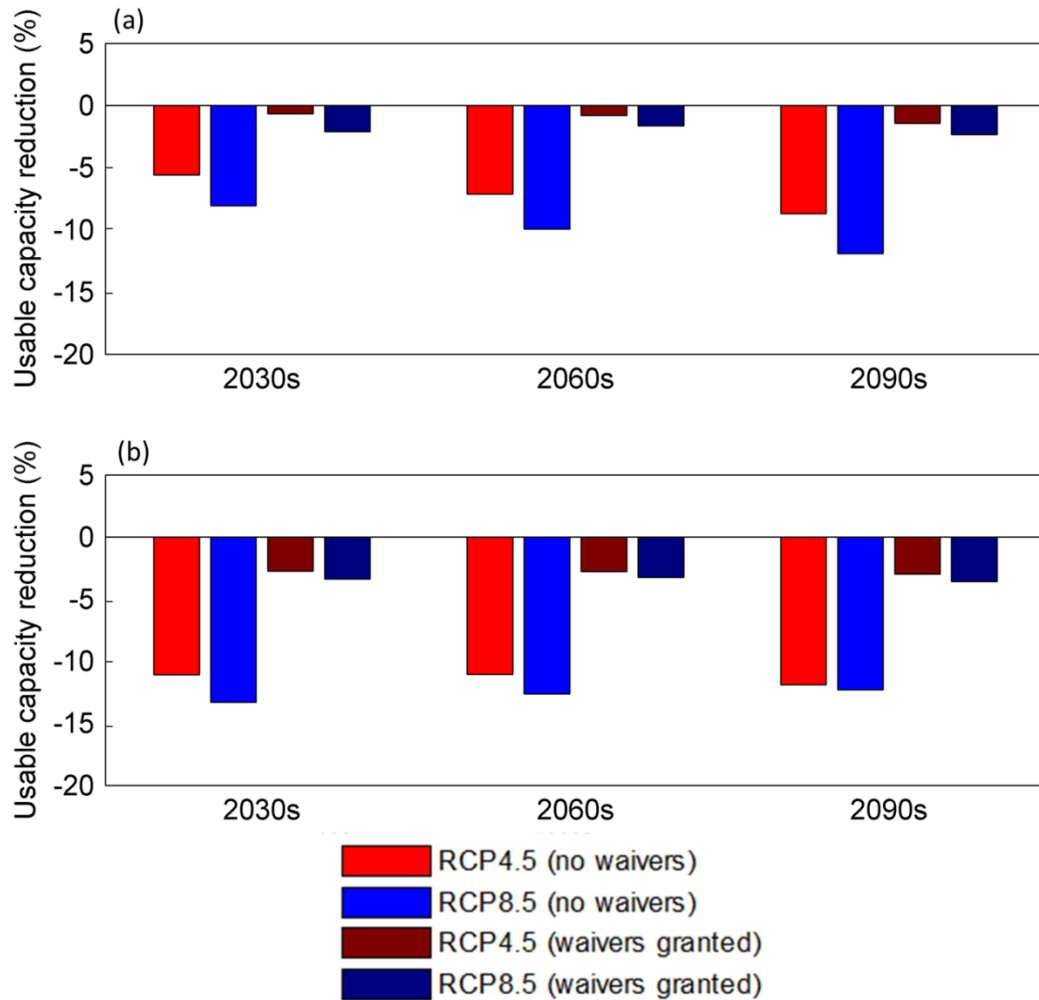 (a)
Usable capacity reduction (%)
5
0
-5
-10
-15
-20
2030s 2060s 2090s
(b)
Usable capacity reduction (%)
5
0
-5
-10
-15
-20
2030s 2060s 2090s
RCP4.5 (no waivers)
RCP8.5 (no waivers)
RCP4.5 (waivers granted)
RCP8.5 (waivers granted)